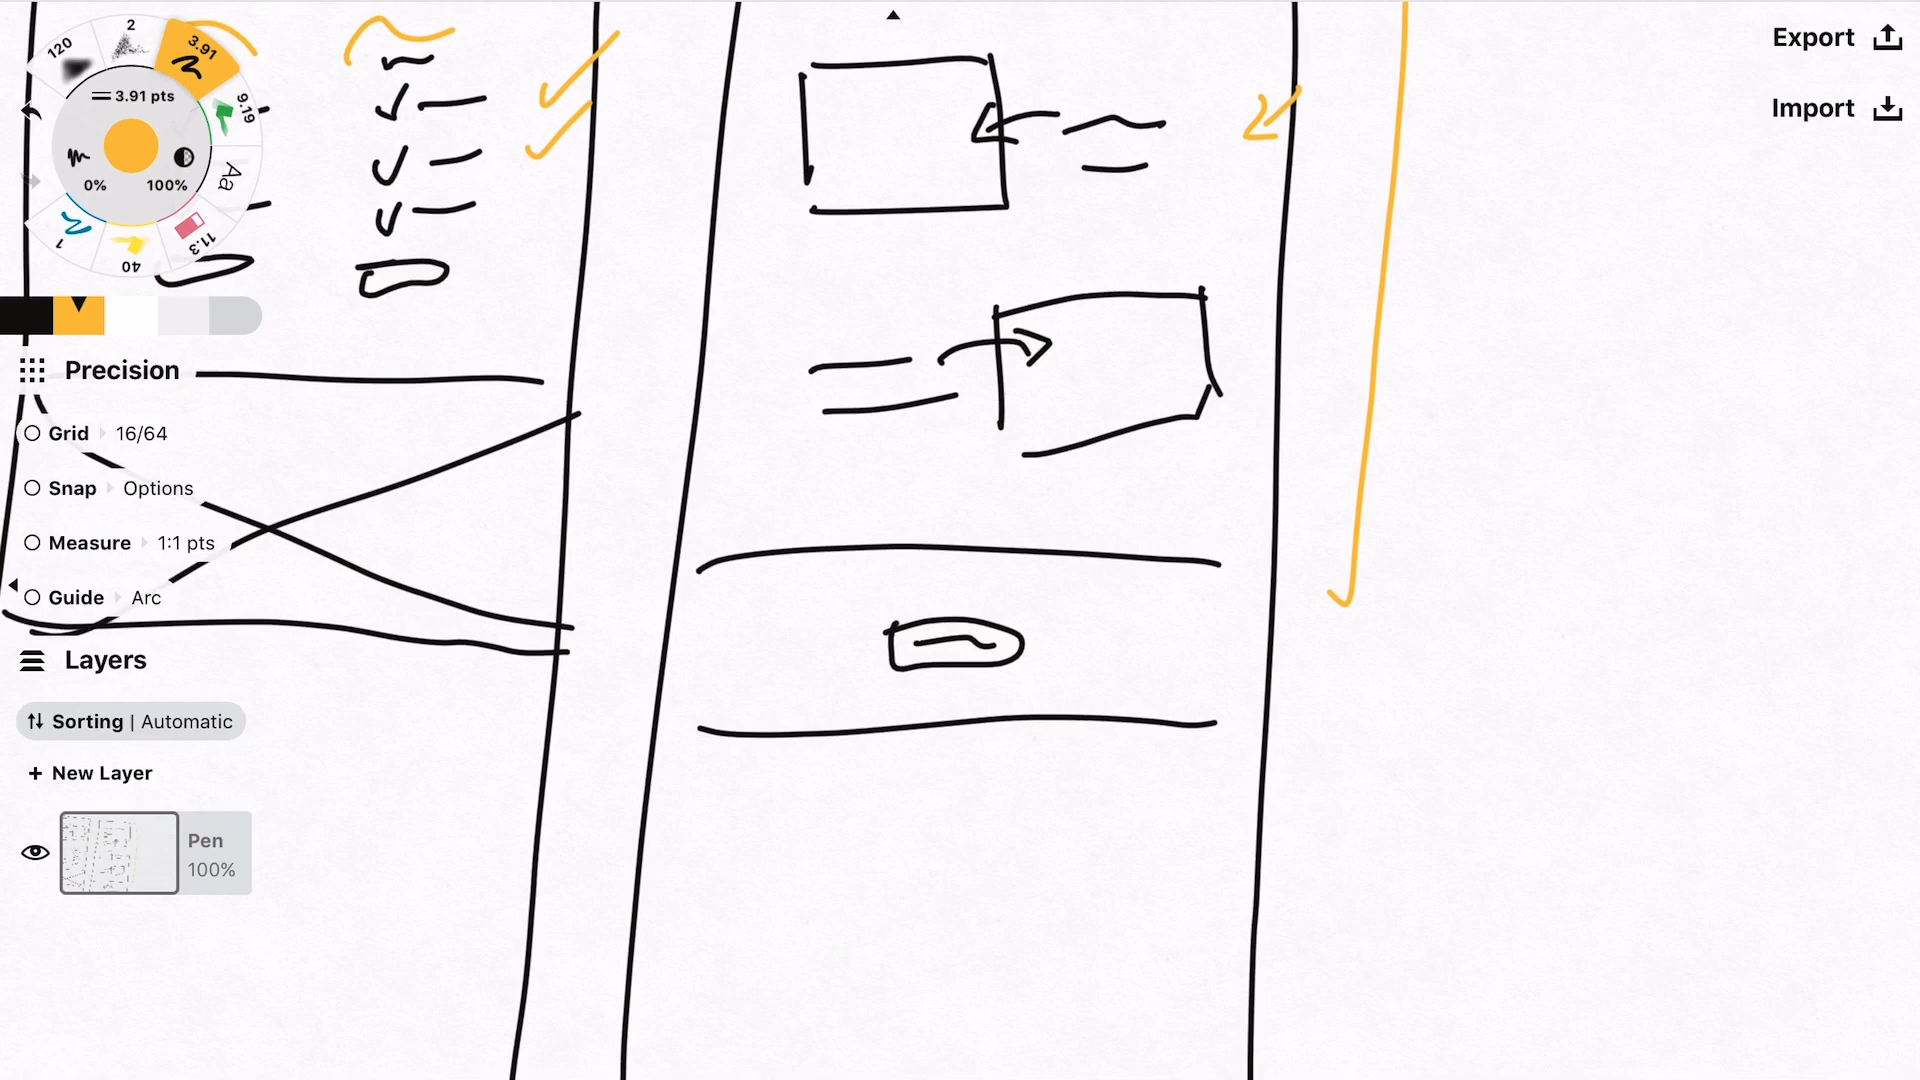 Export
Import
120
2
3.91
9.19
3.91 pts
0%
100%
Aa
1
40
11.3
Precision
Grid 16/64
Snap Options
Measure 1:1 pts
Guide Arc
Layers
Sorting | Automatic
+ New Layer
Pen
100%